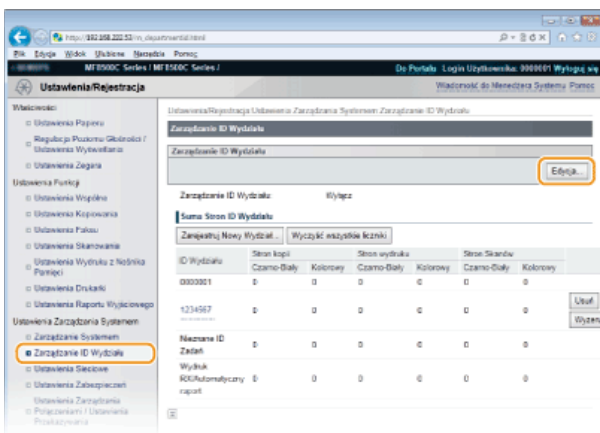 Plik Edycja Widok Ulubione Narzędzia Pomoc
MF8500C Series / MF8500C Series /
Do Portalu Login Użytkownika: 0000001 Wyloguj się
Ustawienia/Rejestracja
Wiadomość do Menedżera Systemu Pomoc
Właściwości
Ustawienia Papieru
Regulacja Poziomu Głośności /
Ustawienia Wyświetlania
Ustawienia Zegara
Ustawienia Funkcji
Ustawienia Wspólne
Ustawienia Kopiowania
Ustawienia Faksu
Ustawienia Skanowania
Ustawienia Wydruku z Nośnika
Pamięci
Ustawienia Drukarki
Ustawienia Raportu Wyjściowego
Ustawienia Zarządzania Systemem
Zarządzanie Systemem
Zarządzanie ID Wydziału
Ustawienia Sieciowe
Ustawienia Zabezpieczeń
Ustawienia Zarządzania
Połączeniami / Ustawienia
Przekazywania
Ustawienia/Rejestracja: Ustawienia Zarządzania Systemem: Zarządzanie ID Wydziału
Zarządzanie ID Wydziału
Zarządzanie ID Wydziału
Edycja...
Zarządzanie ID Wydziału: Wyłącz
Suma Stron ID Wydziału
Zarejestruj Nowy Wydział... Wyczyść wszystkie liczniki
ID Wydziału Stron kopii Stron wydruku Stron Skanów
Czarno-Biały Kolorowy Czarno-Biały Kolorowy Czarno-Biały Kolorowy
0000001 0 0 0 0 0 0
1234567 0 0 0 0 0 0 Usuń
Nieznane ID
Zadań 0 0 0 0 0 0
Wydruk
RX/Automatyczny 0 0 0 0 0 0
raport